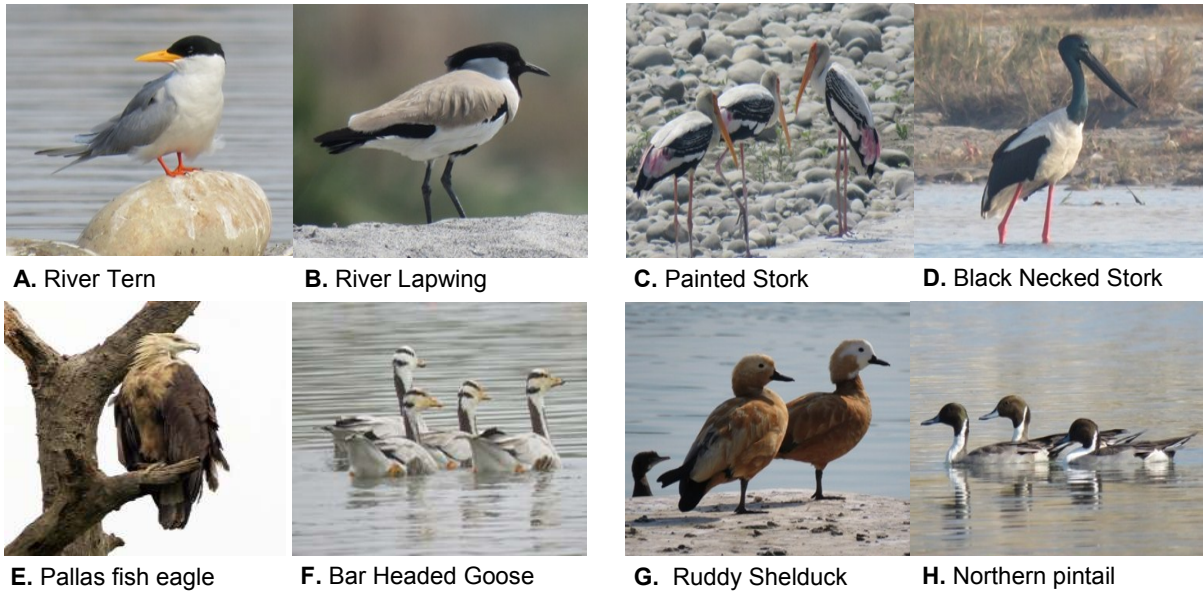 A. River Tern
B. River Lapwing
C. Painted Stork
D. Black Necked Stork
E. Pallas fish eagle
F. Bar Headed Goose
G. Ruddy Shelduck
H. Northern pintail